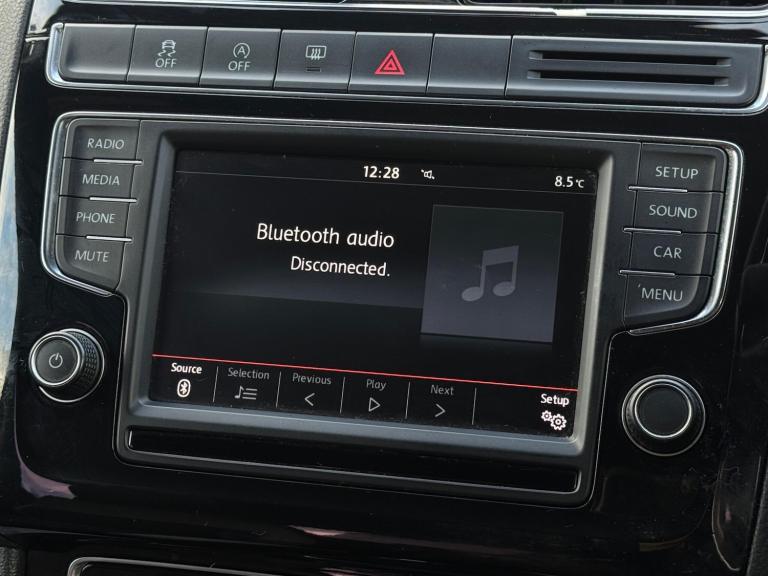 OFF
A
OFF
RADIO
MEDIA
PHONE
MUTE
12:28
8.5°C
Bluetooth audio
Disconnected.
Source
Selection
Previous
Play
Next
Setup
SETUP
SOUND
CAR
MENU